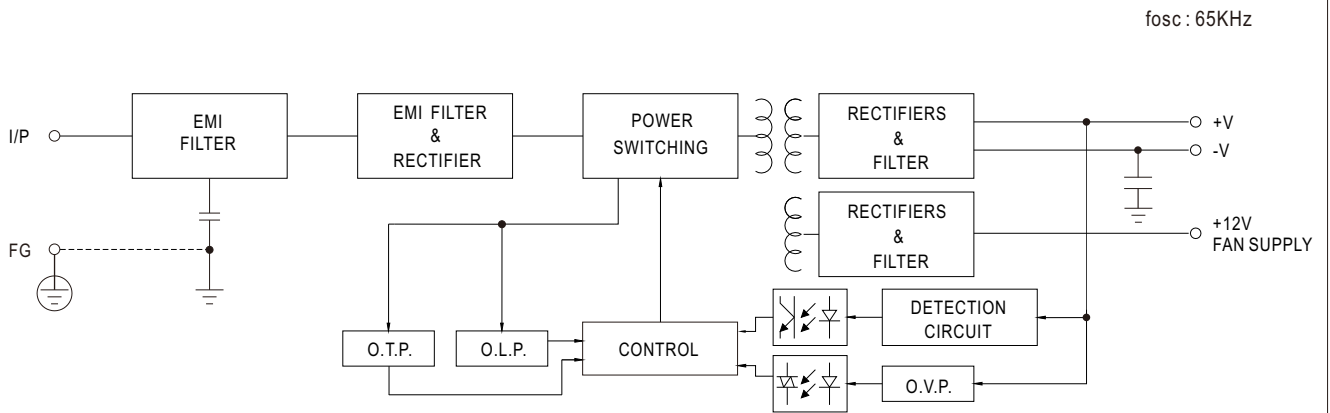 fosc : 65KHz
I/P
EMI
FILTER
EMI FILTER
&
RECTIFIER
POWER
SWITCHING
RECTIFIERS
&
FILTER
+V
-V
FG
RECTIFIERS
&
FILTER
+12V
FAN SUPPLY
O.T.P.
O.L.P.
CONTROL
DETECTION
CIRCUIT
O.V.P.